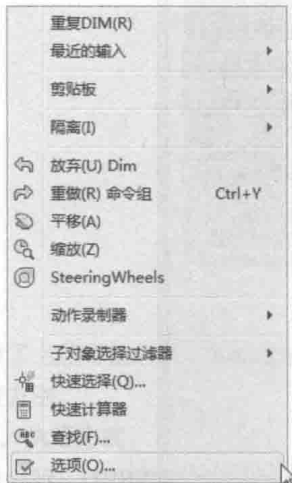 重复DIM(R)
最近的输入
剪贴板
隔离(I)
放弃(U) Dim
重做(R) 命令组 Ctrl+Y
平移(A)
缩放(Z)
SteeringWheels
动作录制器
子对象选择过滤器
快速选择(Q)...
快速计算器
查找(F)...
选项(O)...